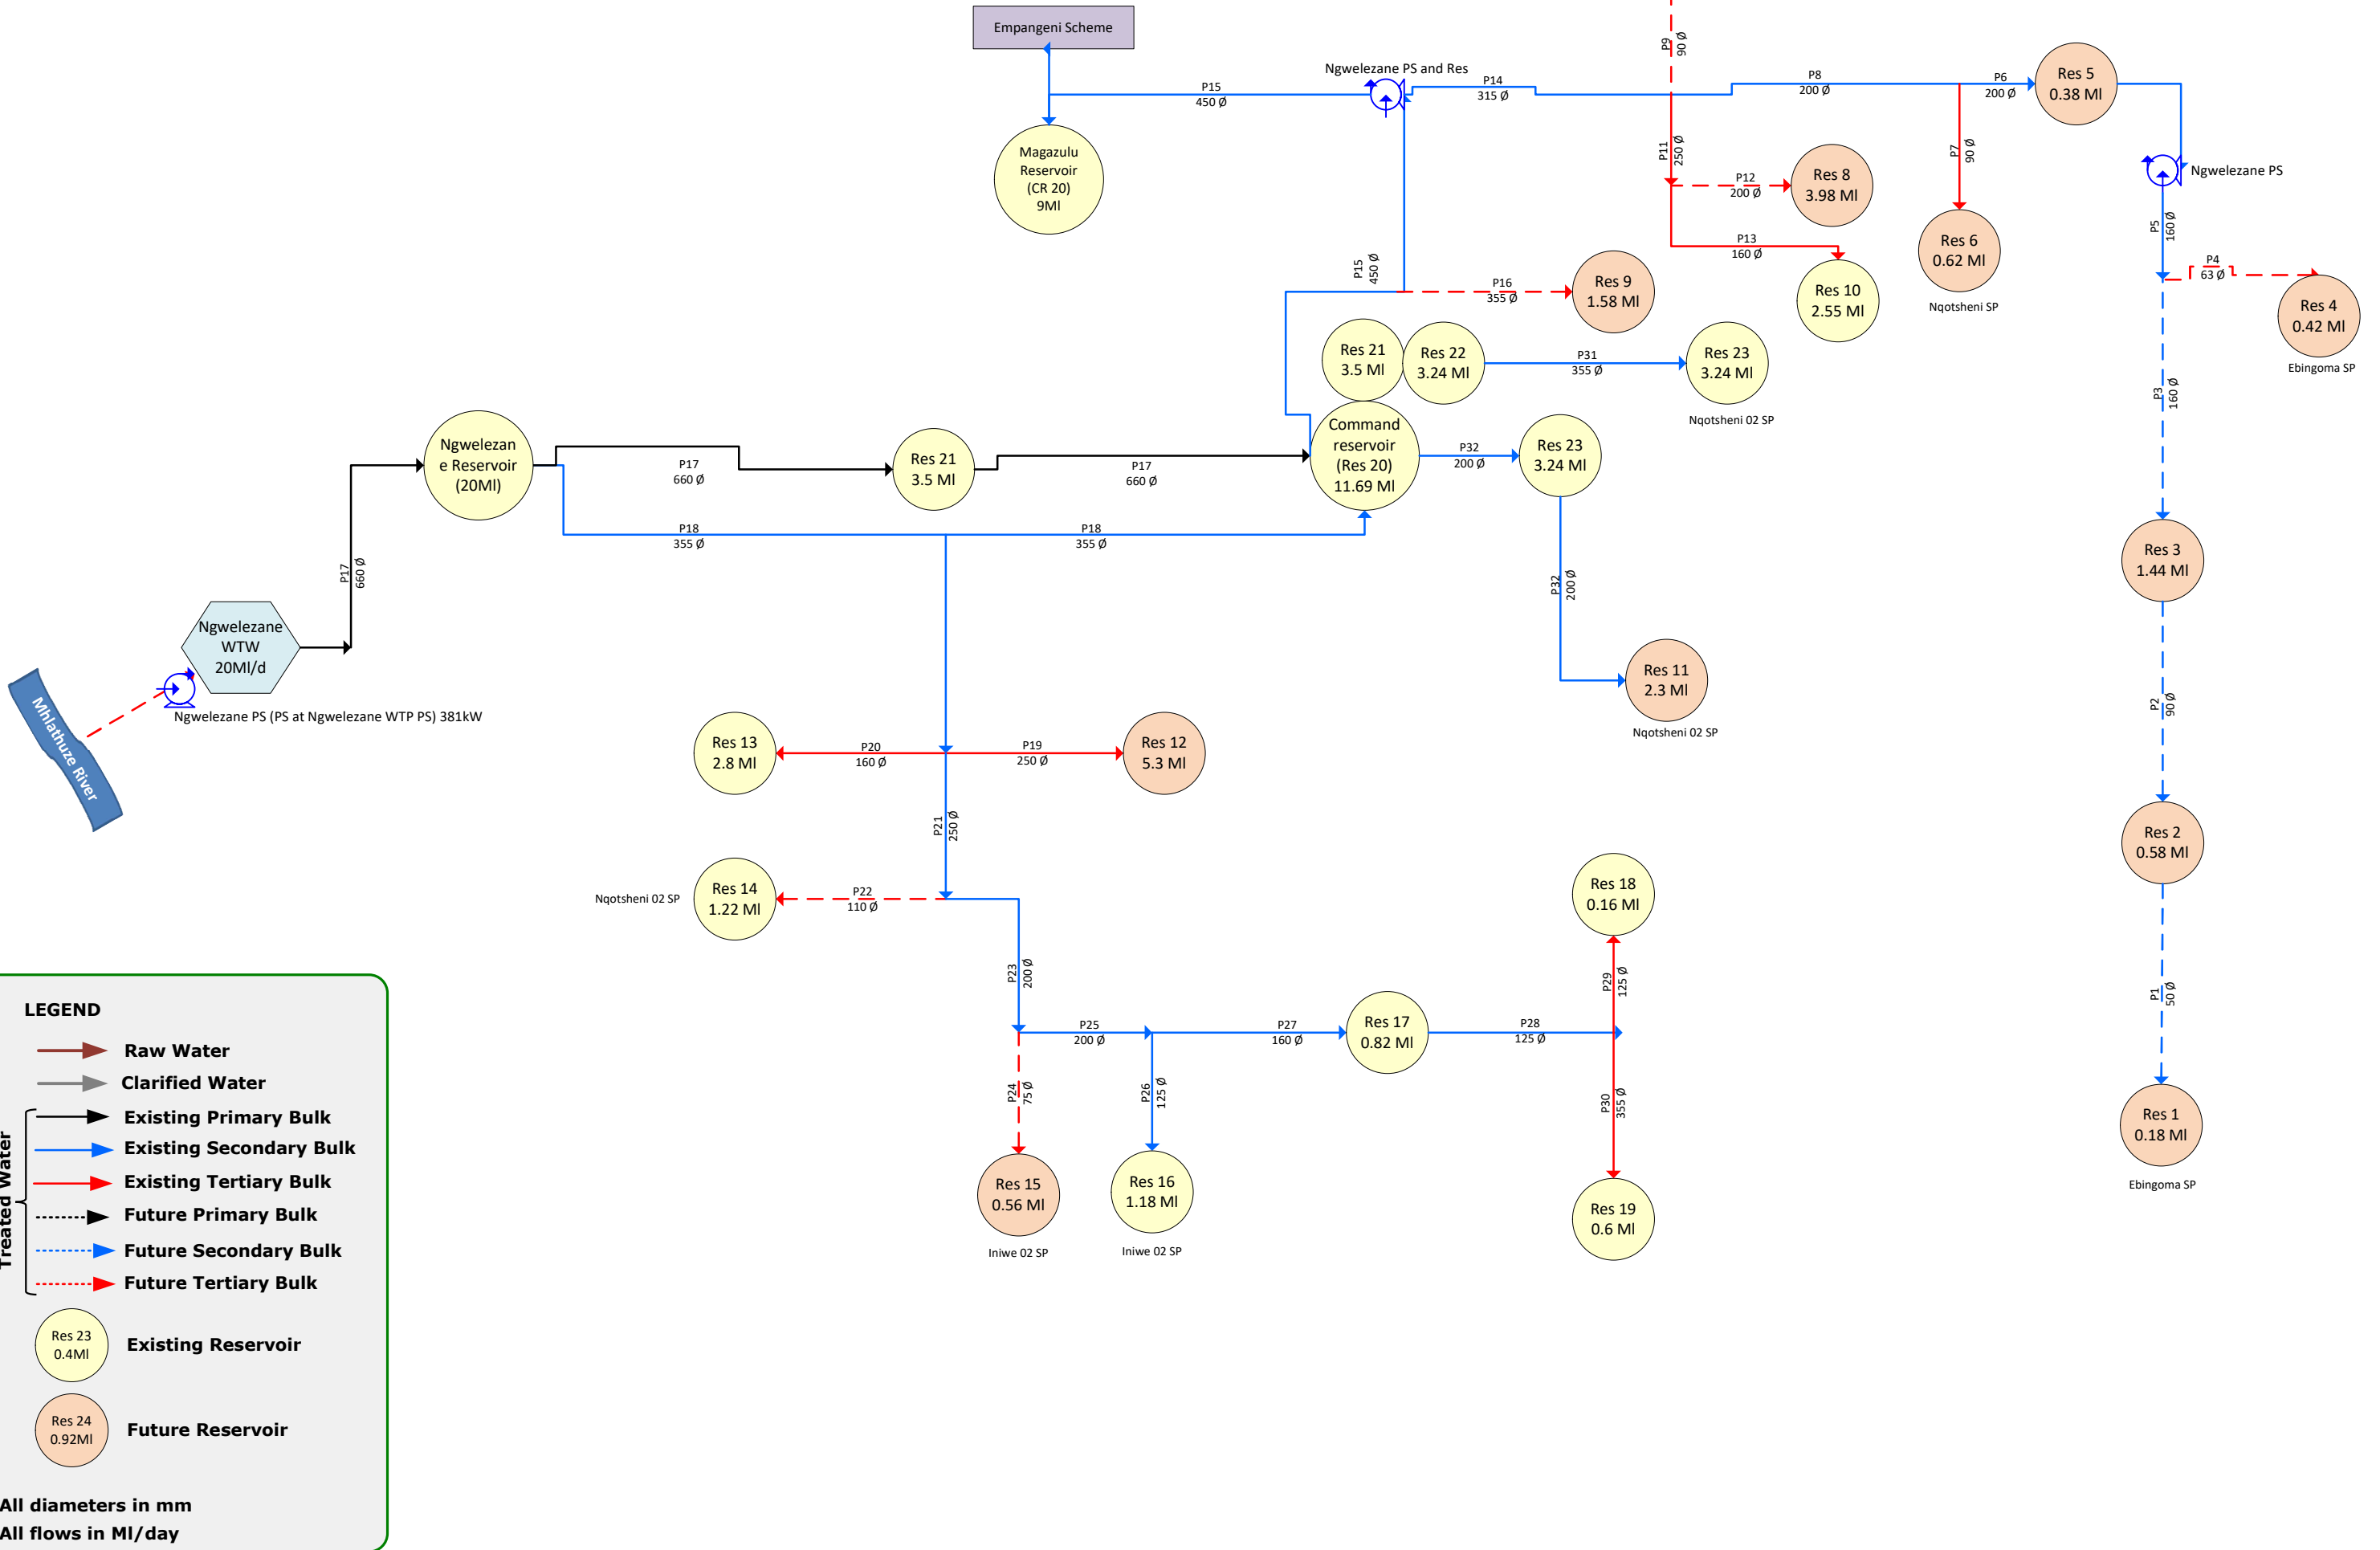 Empangeni Scheme
P9
90 Ø
Ngwelezane PS and Res
P15
450 Ø
P14
315 Ø
P8
200 Ø
P6
200 Ø
Res 5
0.38 Ml
Magazulu
Reservoir
(CR 20)
9Ml
P11
250 Ø
P12
200 Ø
Res 8
3.98 Ml
P7
90 Ø
Ngwelezane PS
P13
160 Ø
Res 10
2.55 Ml
Res 6
0.62 Ml
Nqotsheni SP
P5
160 Ø
P4
63 Ø
Res 4
0.42 Ml
Ebingoma SP
P15
450 Ø
P16
355 Ø
Res 9
1.58 Ml
Res 21
3.5 Ml
Res 22
3.24 Ml
P31
355 Ø
Res 23
3.24 Ml
Nqotsheni 02 SP
P3
160 Ø
Ngwelezan
e Reservoir
(20Ml)
P17
660 Ø
Res 21
3.5 Ml
P17
660 Ø
Command
reservoir
(Res 20)
11.69 Ml
P32
200 Ø
Res 23
3.24 Ml
P18
355 Ø
P18
355 Ø
P17
660 Ø
P32
200 Ø
Res 3
1.44 Ml
Ngwelezane
WTW
20Ml/d
Ngwelezane PS (PS at Ngwelezane WTP PS) 381kW
Mhlathuze River
Res 11
2.3 Ml
Nqotsheni 02 SP
P2
90 Ø
Res 13
2.8 Ml
P20
160 Ø
P19
250 Ø
Res 12
5.3 Ml
P21
250 Ø
Res 2
0.58 Ml
Nqotsheni 02 SP
Res 14
1.22 Ml
P22
110 Ø
Res 18
0.16 Ml
P23
200 Ø
P29
125 Ø
P1
50 Ø
P25
200 Ø
P27
160 Ø
Res 17
0.82 Ml
P28
125 Ø
P24
75 Ø
P26
125 Ø
P30
355 Ø
Res 1
0.18 Ml
Ebingoma SP
Res 15
0.56 Ml
Iniwe 02 SP
Res 16
1.18 Ml
Iniwe 02 SP
Res 19
0.6 Ml
LEGEND
Raw Water
Clarified Water
Treated Water
Existing Primary Bulk
Existing Secondary Bulk
Existing Tertiary Bulk
Future Primary Bulk
Future Secondary Bulk
Future Tertiary Bulk
Res 23
0.4Ml
Existing Reservoir
Res 24
0.92Ml
Future Reservoir
All diameters in mm
All flows in Ml/day